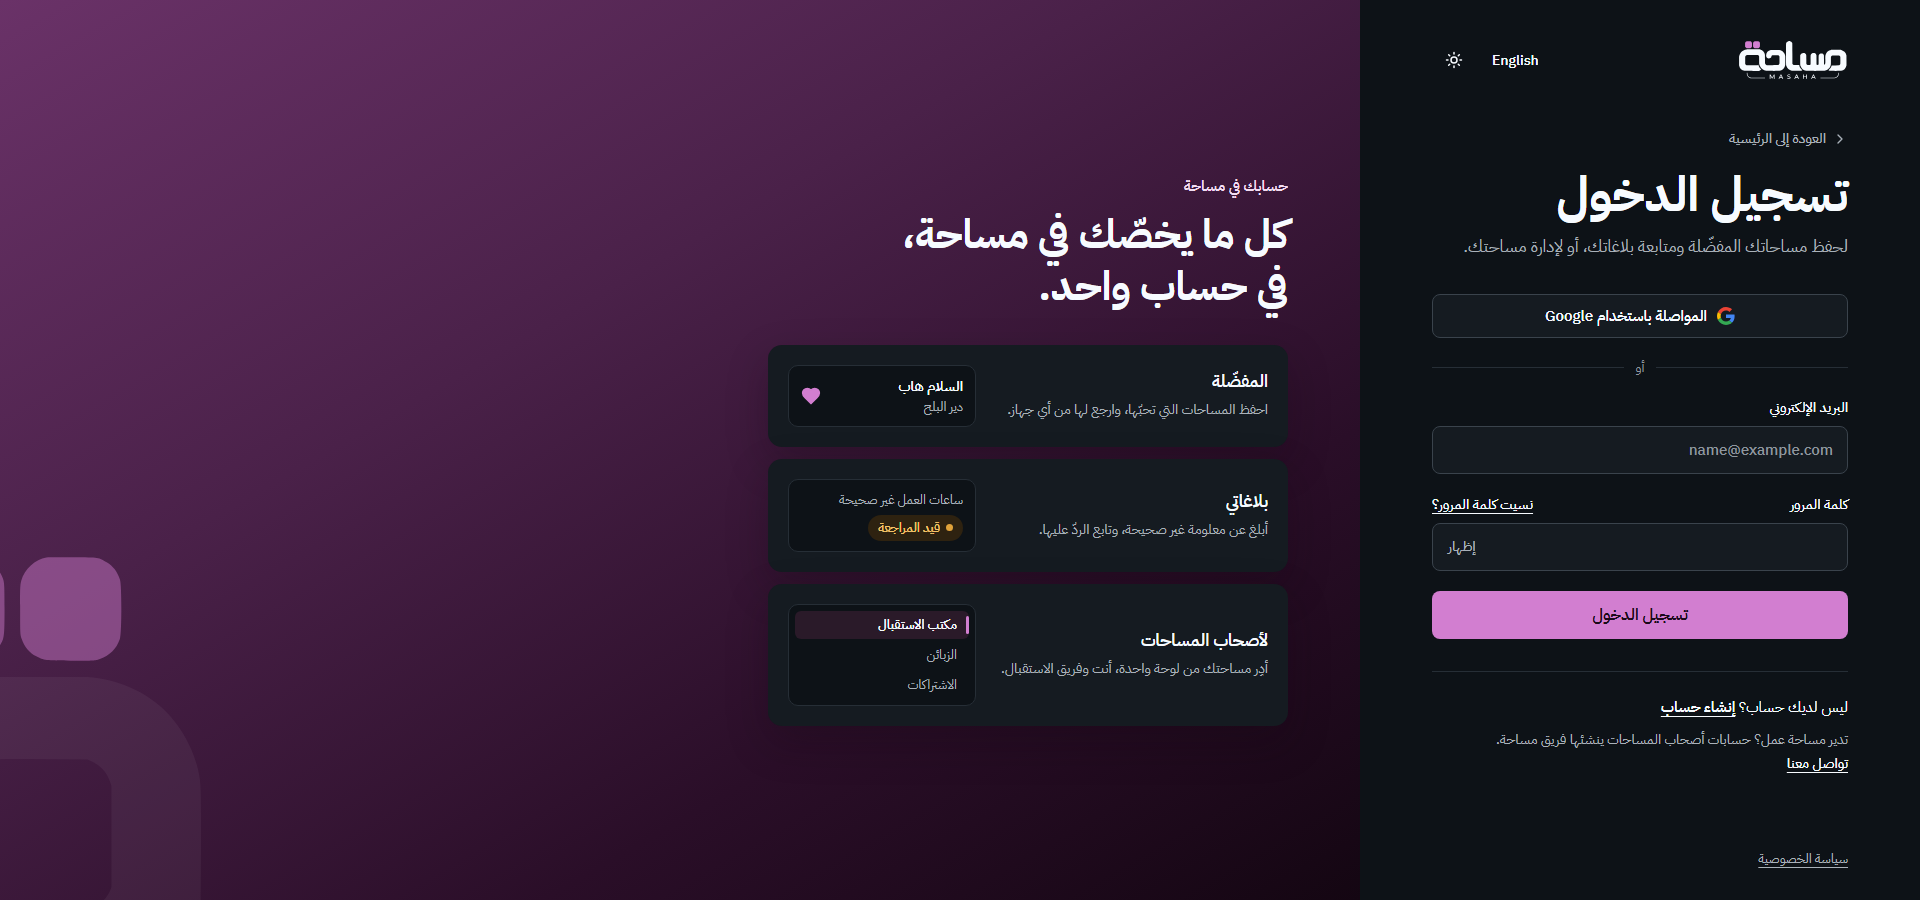 مساحة
MASAHA
English
العودة إلى الرئيسية
تسجيل الدخول
لحفظ مساحاتك المفضّلة ومتابعة بلاغاتك، أو لإدارة مساحتك.
المواصلة باستخدام Google
أو
البريد الإلكتروني
name@example.com
كلمة المرور
نسيت كلمة المرور؟
إظهار
تسجيل الدخول
ليس لديك حساب؟ إنشاء حساب
تدير مساحة عمل؟ حسابات أصحاب المساحات ينشئها فريق مساحة.
تواصل معنا
سياسة الخصوصية
حسابك في مساحة
كل ما يخصّك في مساحة،
في حساب واحد.
المفضّلة
احفظ المساحات التي تحبّها، وارجع لها من أي جهاز.
السلام هاب
دير البلح
بلاغاتي
أبلغ عن معلومة غير صحيحة، وتابع الردّ عليها.
ساعات العمل غير صحيحة
قيد المراجعة
لأصحاب المساحات
أدِر مساحتك من لوحة واحدة، أنت وفريق الاستقبال.
مكتب الاستقبال
الزبائن
الاشتراكات